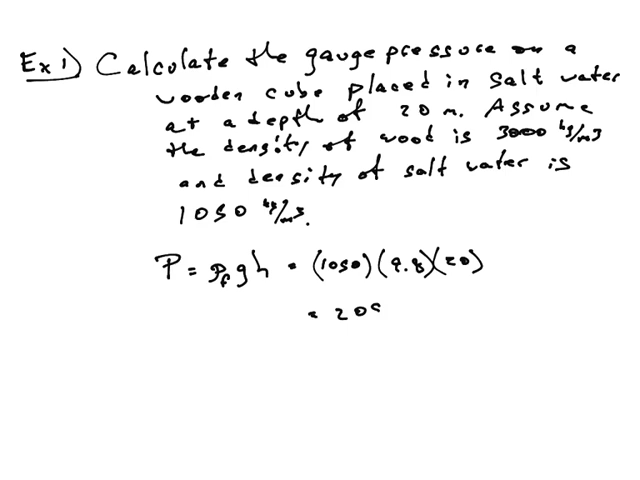 Ex 1) Calculate the gauge pressure on a
wooden cube placed in salt water
at a depth of 20 m. Assume
the density of wood is 3000 kg/m3
and density of salt water is
1050 kg/m3.
P = ρf g h = (1050)(9.8)(20)
= 205